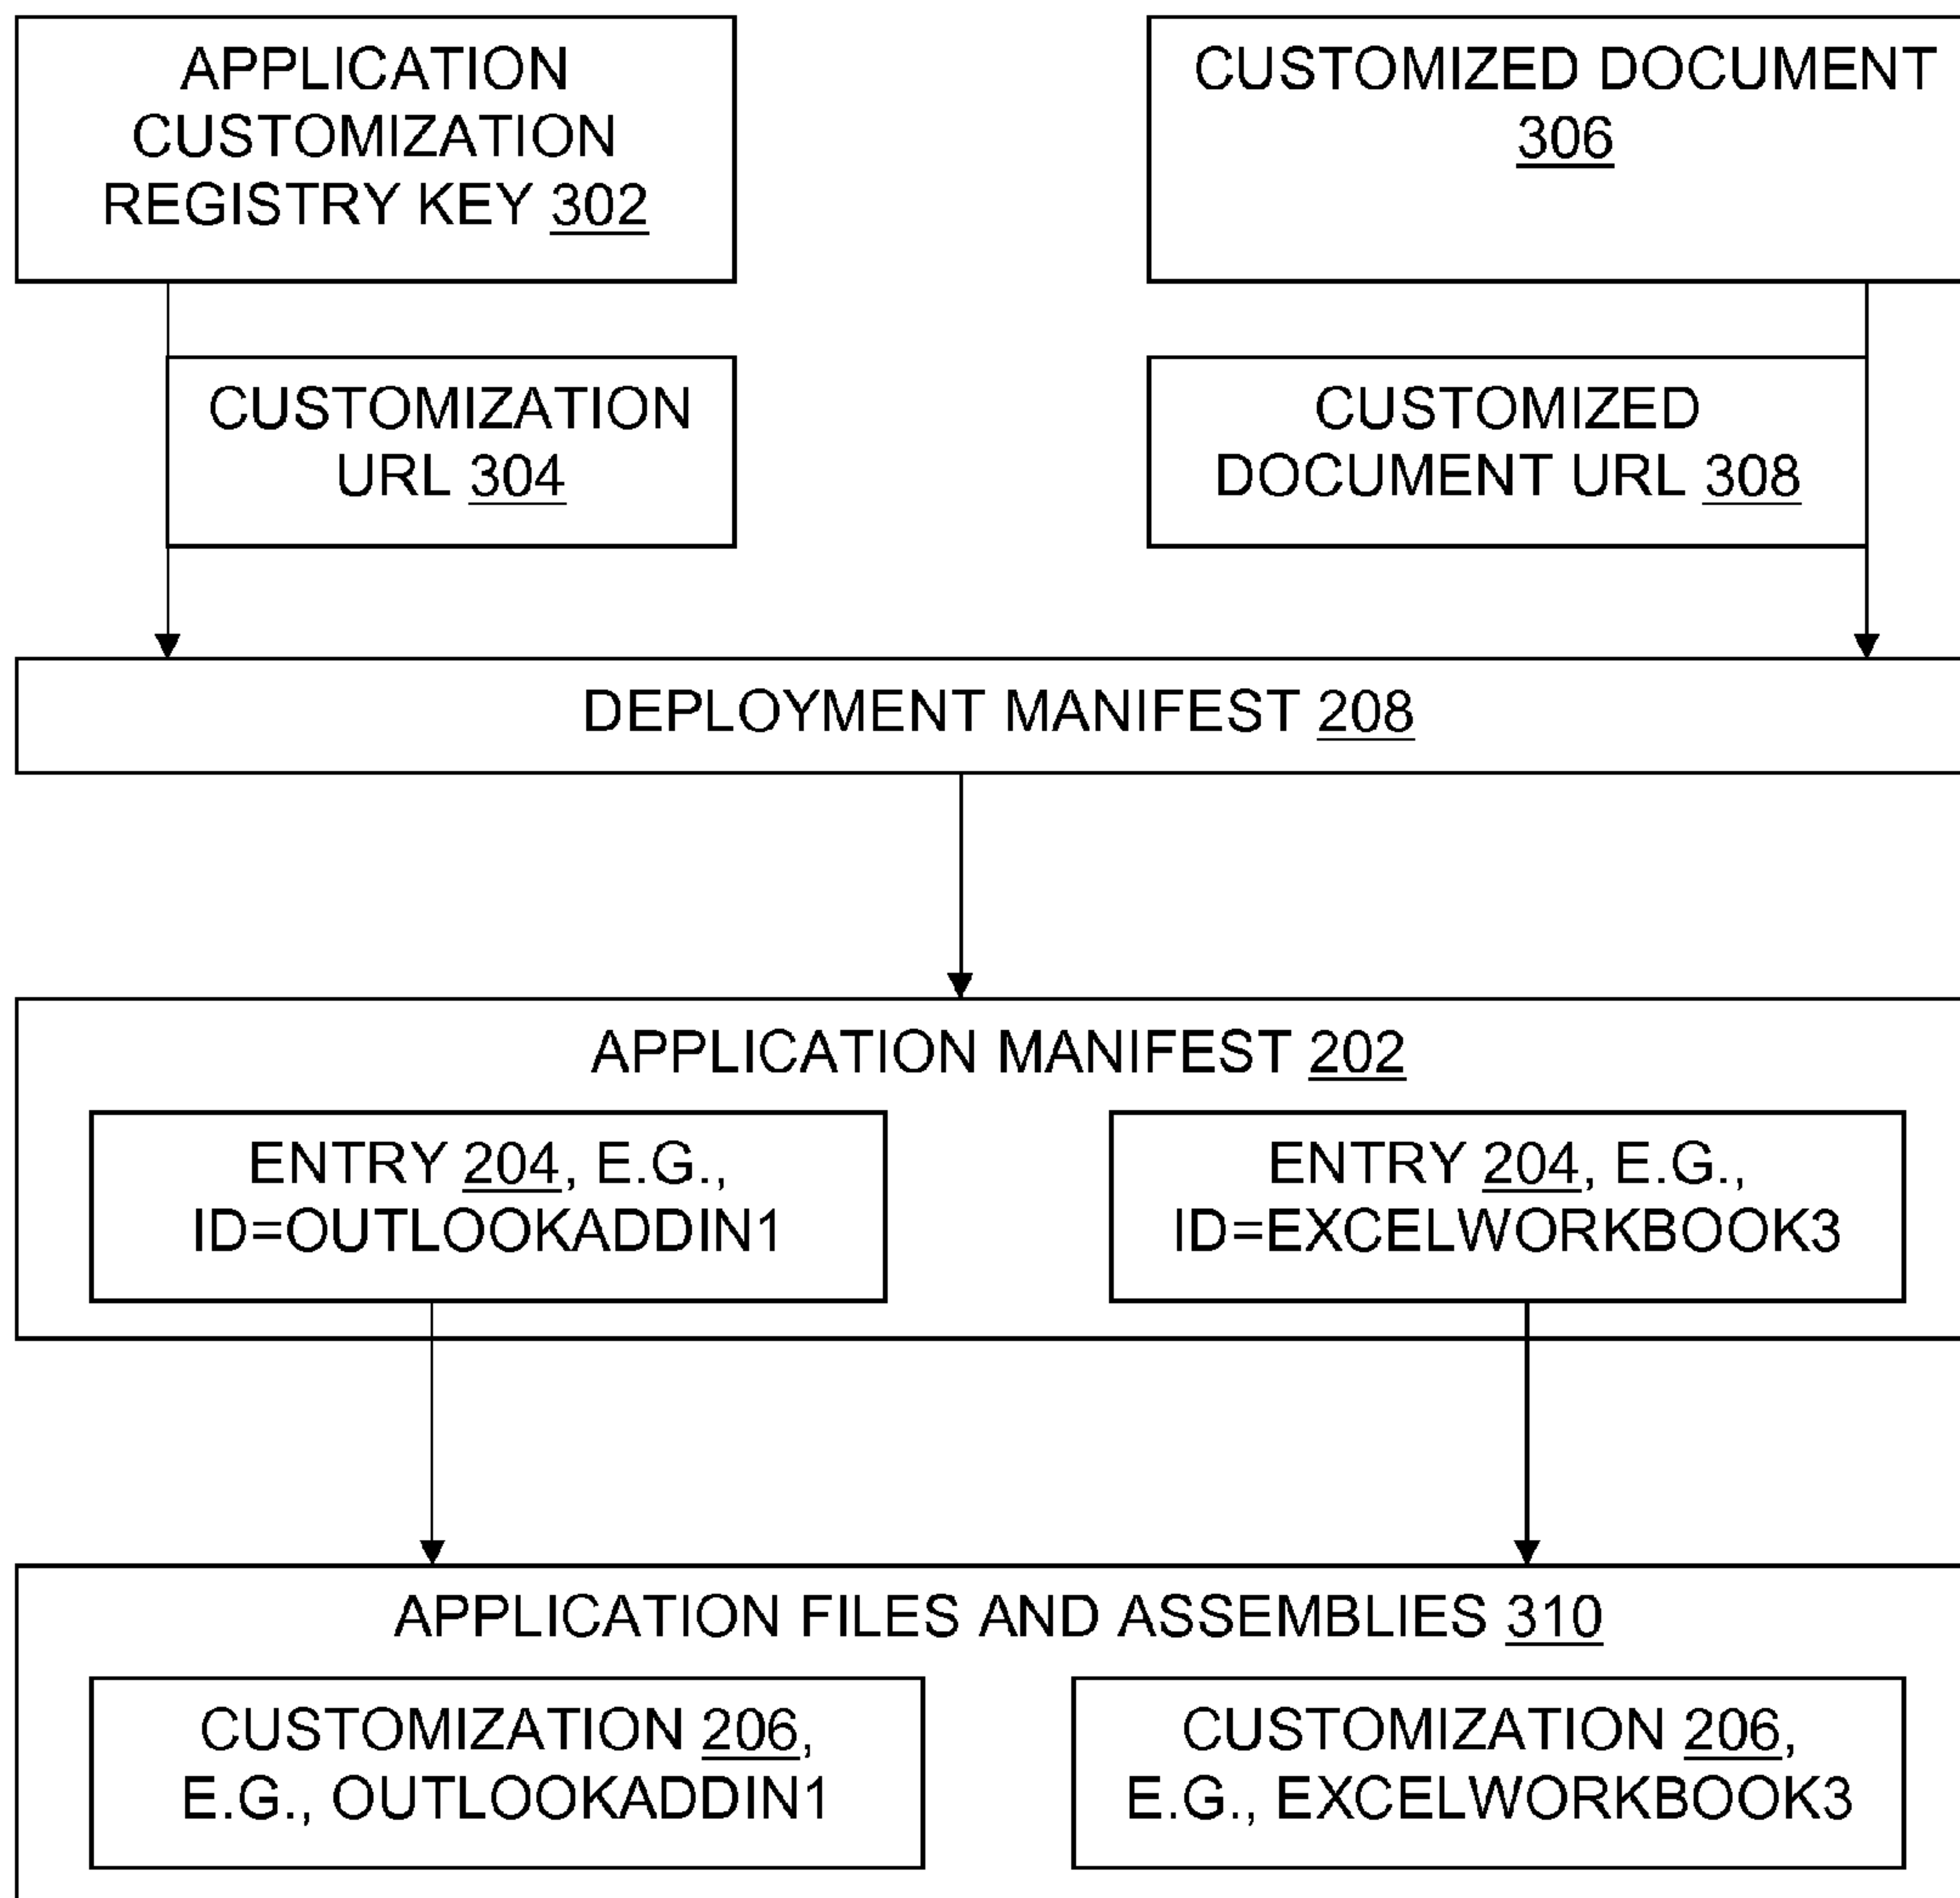 APPLICATION
CUSTOMIZATION
REGISTRY KEY 302
CUSTOMIZED DOCUMENT
306
CUSTOMIZATION
URL 304
CUSTOMIZED
DOCUMENT URL 308
DEPLOYMENT MANIFEST 208
APPLICATION MANIFEST 202
ENTRY 204, E.G.,
ID=OUTLOOKADDIN1
ENTRY 204, E.G.,
ID=EXCELWORKBOOK3
APPLICATION FILES AND ASSEMBLIES 310
CUSTOMIZATION 206,
E.G., OUTLOOKADDIN1
CUSTOMIZATION 206,
E.G., EXCELWORKBOOK3